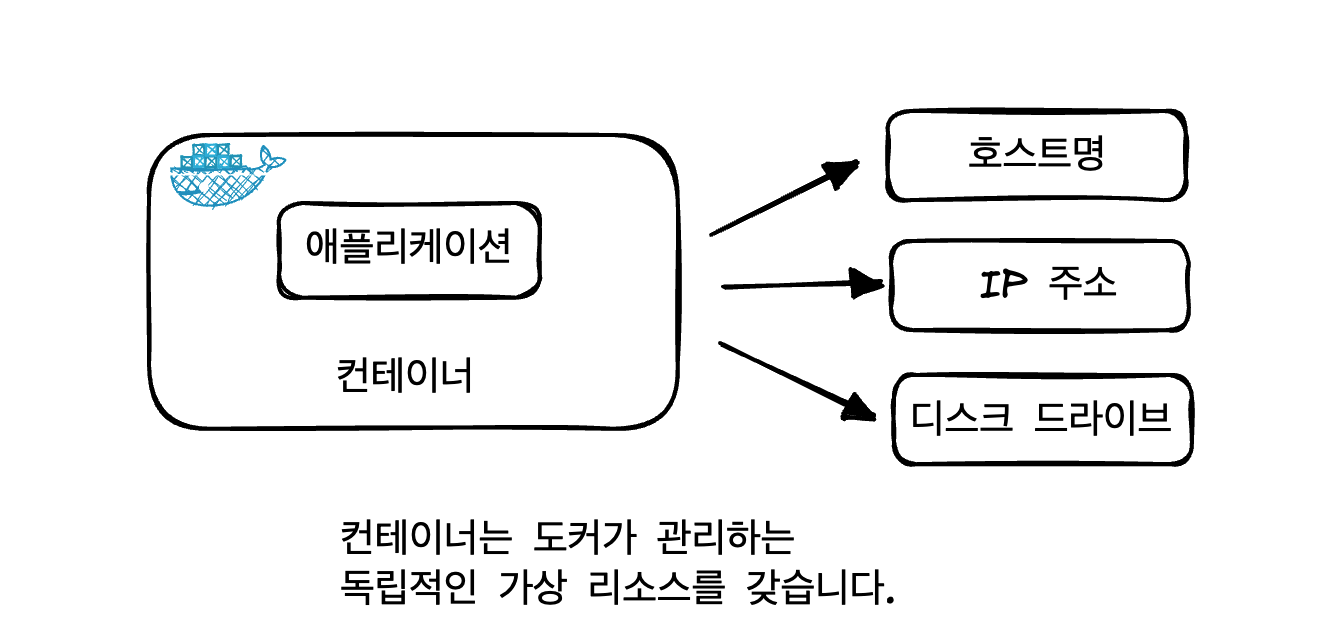 호스트명
애플리케이션
IP 주소
컨테이너
디스크 드라이브
컨테이너는 도커가 관리하는
독립적인 가상 리소스를 갖습니다.